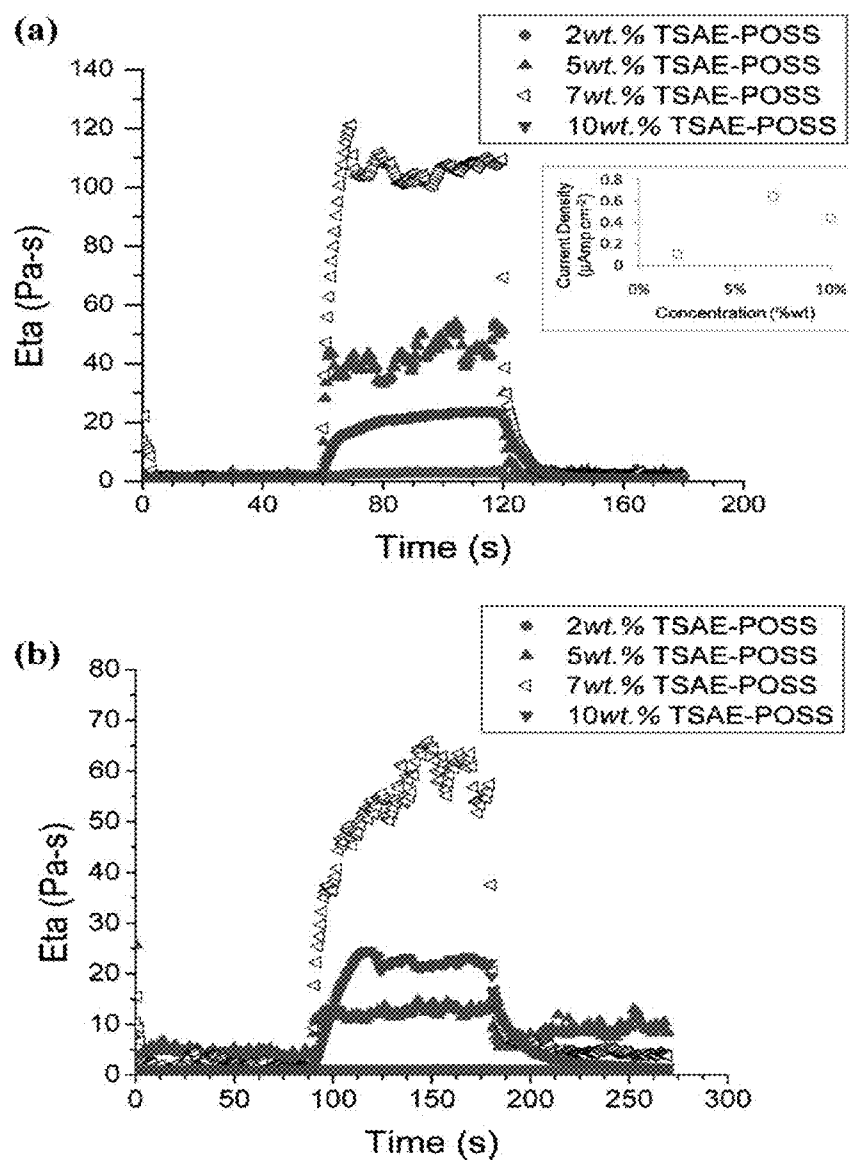 (a)
2wt.% TSAE-POSS
5wt.% TSAE-POSS
7wt.% TSAE-POSS
10wt.% TSAE-POSS
140
120
100
80
60
40
20
0
Eta (Pa-s)
0 40 80 120 160 200
Time (s)
0.8
0.6
0.4
0.2
0
Current Density
(μAmp cm⁻²)
0% 5% 10%
Concentration (%wt)
(b)
2wt.% TSAE-POSS
5wt.% TSAE-POSS
7wt.% TSAE-POSS
10wt.% TSAE-POSS
80
70
60
50
40
30
20
10
0
Eta (Pa-s)
0 50 100 150 200 250 300
Time (s)